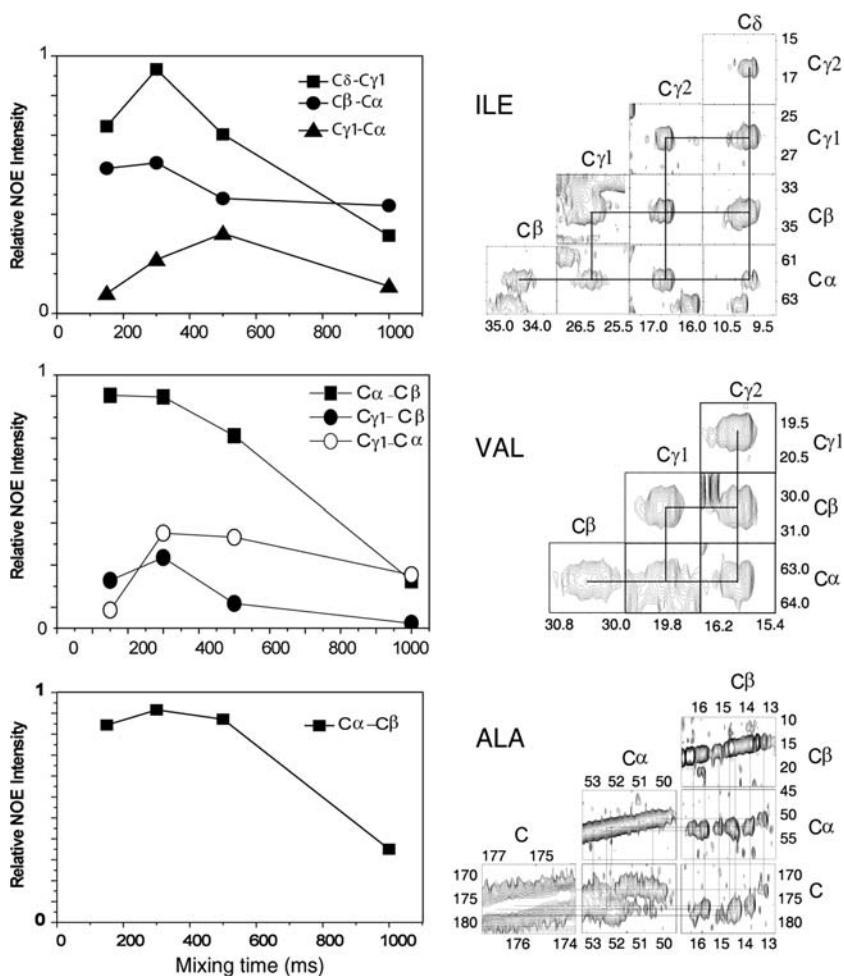 1
Relative NOE Intensity
0
Cδ-Cγ1
Cβ-Cα
Cγ1-Cα
0 200 400 600 800 1000
ILE
Cδ
Cγ2
Cγ1
Cβ
15
17
Cγ2
25
27
Cγ1
33
35
Cβ
61
63
Cα
35.0 34.0 26.5 25.5 17.0 16.0 10.5 9.5
1
Relative NOE Intensity
0
Cα -Cβ
Cγ1- Cβ
Cγ1-Cα
0 200 400 600 800 1000
VAL
Cγ2
Cγ1
Cβ
19.5
20.5
Cγ1
30.0
31.0
Cβ
63.0
64.0
Cα
30.8 30.0 19.8 16.2 15.4
1
Relative NOE Intensity
0
Cα–Cβ
0 200 400 600 800 1000
Mixing time (ms)
ALA
Cβ
16 15 14 13
10
15
20
Cβ
Cα
53 52 51 50
45
50
55
Cα
C
177 175
170
175
180
C
176 174 53 52 51 50 16 15 14 13